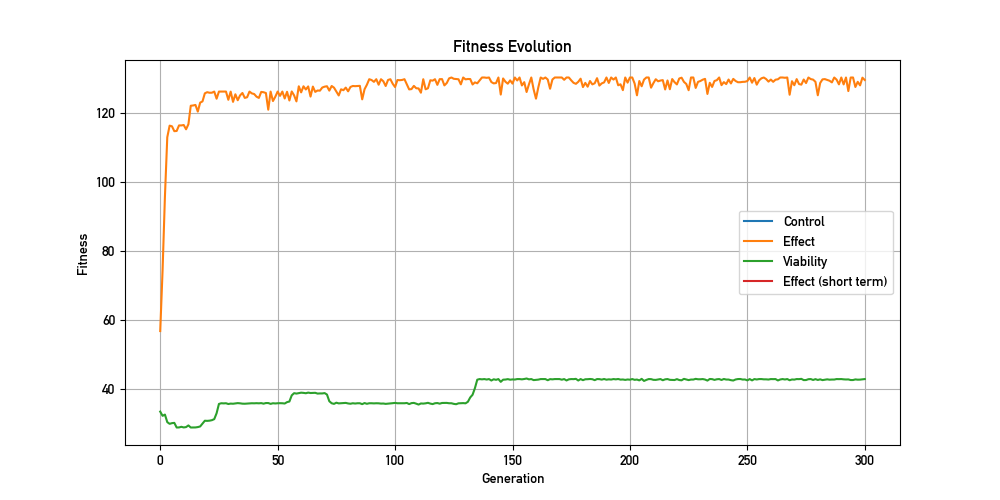 Fitness Evolution
Fitness
120
100
80
60
40
Control
Effect
Viability
Effect (short term)
0 50 100 150 200 250 300
Generation